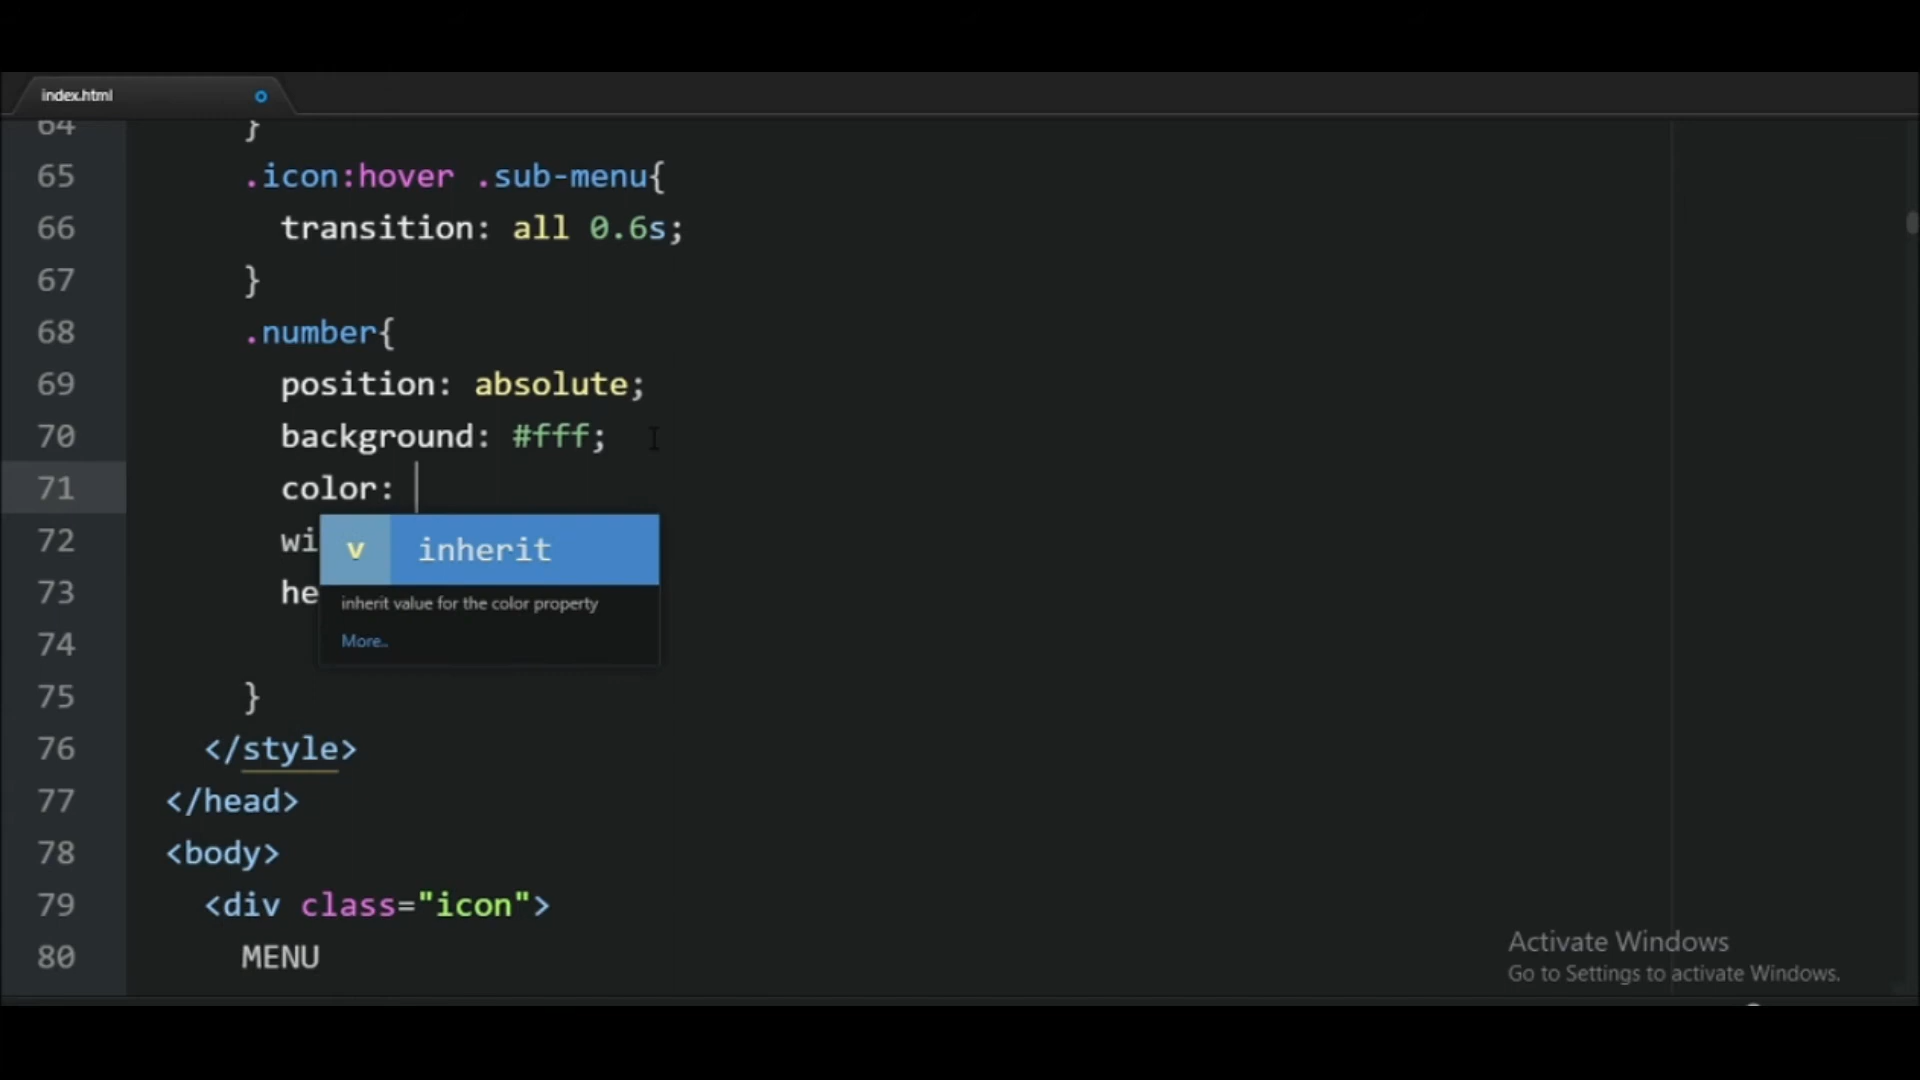 index.html
64 }
65 .icon:hover .sub-menu{
66 transition: all 0.6s;
67 }
68 .number{
69 position: absolute;
70 background: #fff;
71 color:
72 wi
v inherit
73 he
inherit value for the color property
More..
74
75 }
76 </style>
77 </head>
78 <body>
79 <div class="icon">
80 MENU
Activate Windows
Go to Settings to activate Windows.